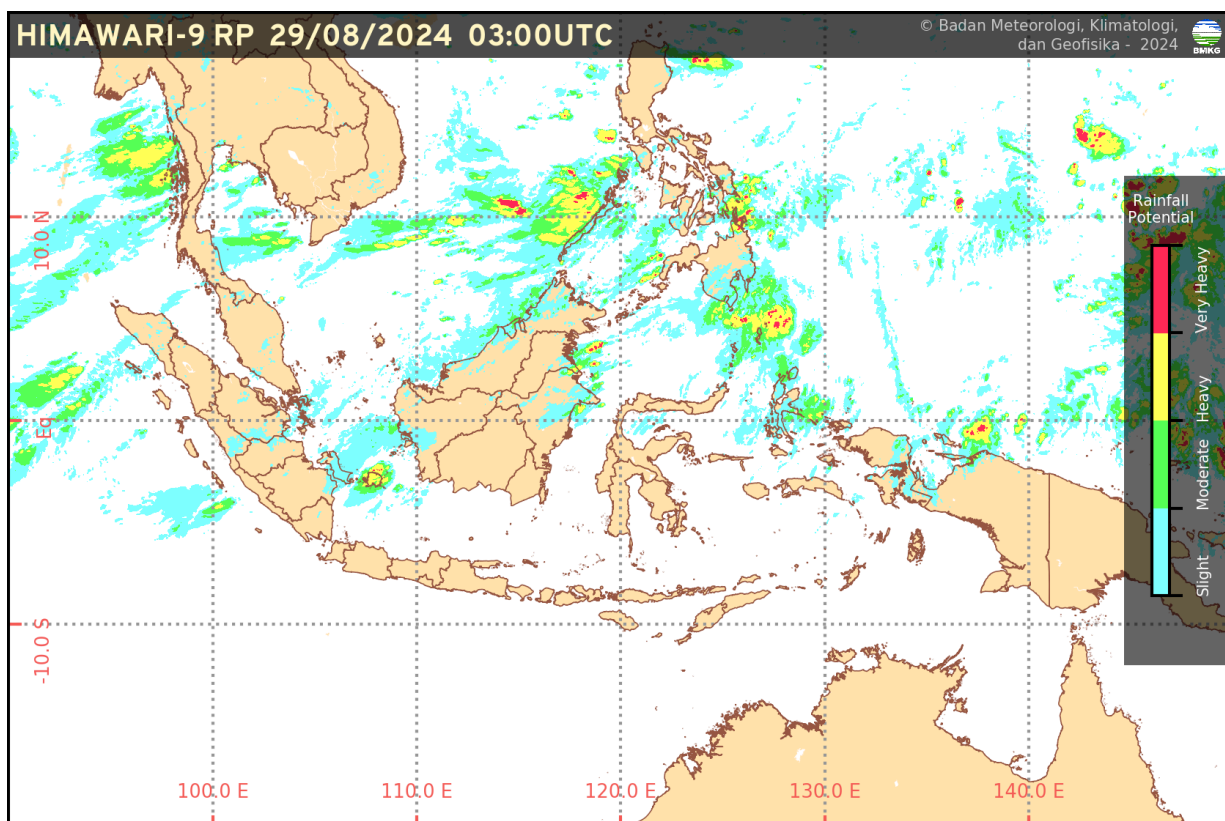 HIMAWARI-9 RP 29/08/2024 03:00UTC
© Badan Meteorologi, Klimatologi,
dan Geofisika - 2024
BMKG
Rainfall
Potential
Very Heavy
Heavy
Moderate
Slight
10.0 N
Eq
-10.0 S
100.0 E
110.0 E
120.0 E
130.0 E
140.0 E